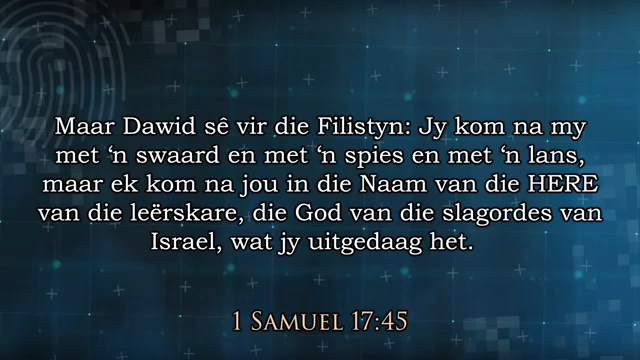 Maar Dawid sê vir die Filistyn: Jy kom na my
met ‘n swaard en met ‘n spies en met ‘n lans,
maar ek kom na jou in die Naam van die HERE
van die leërskare, die God van die slagordes van
Israel, wat jy uitgedaag het.
1 Samuel 17:45